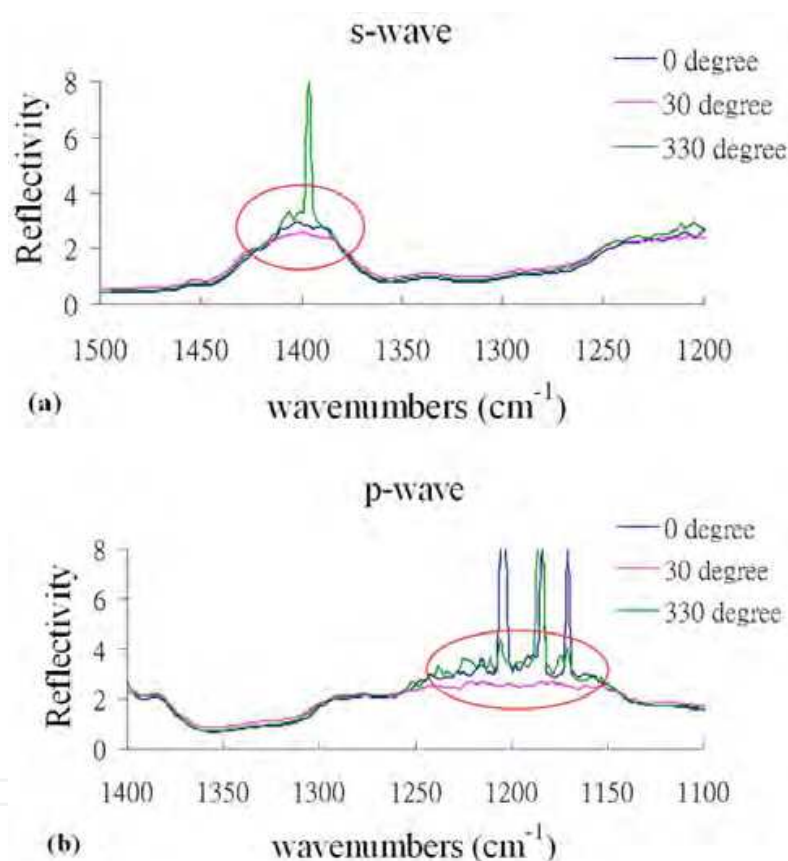 s-wave
0 degree
30 degree
330 degree
Reflectivity
8
6
4
2
0
1500 1450 1400 1350 1300 1250 1200
(a)
wavenumbers (cm⁻¹)
p-wave
0 degree
30 degree
330 degree
Reflectivity
8
6
4
2
0
1400 1350 1300 1250 1200 1150 1100
(b)
wavenumbers (cm⁻¹)